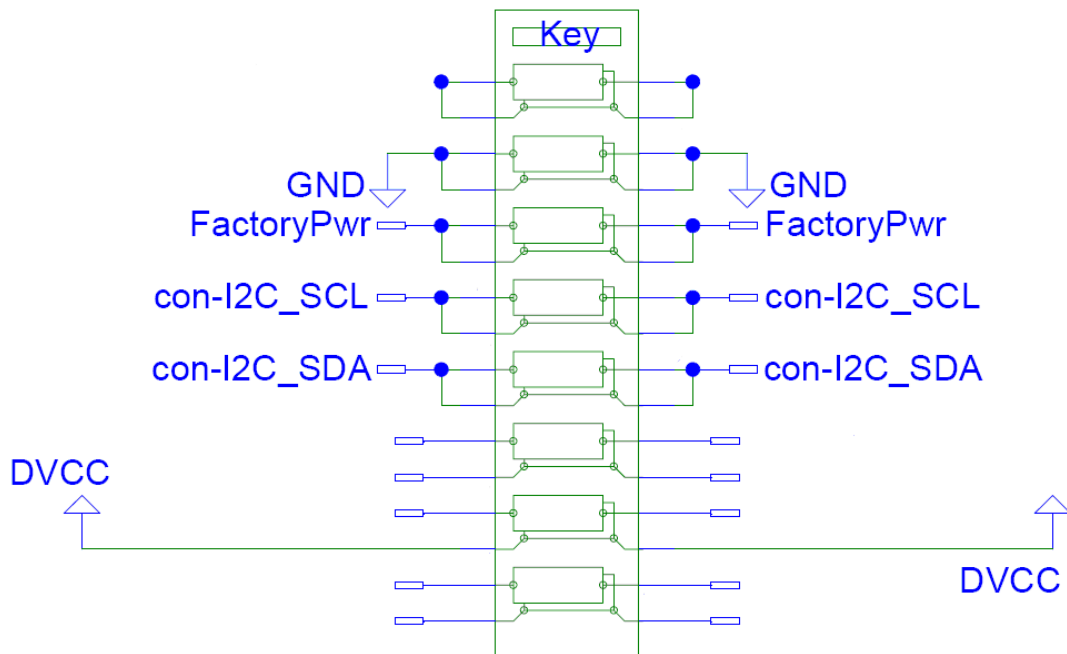 Key
GND
GND
FactoryPwr
FactoryPwr
con-I2C_SCL
con-I2C_SCL
con-I2C_SDA
con-I2C_SDA
DVCC
DVCC